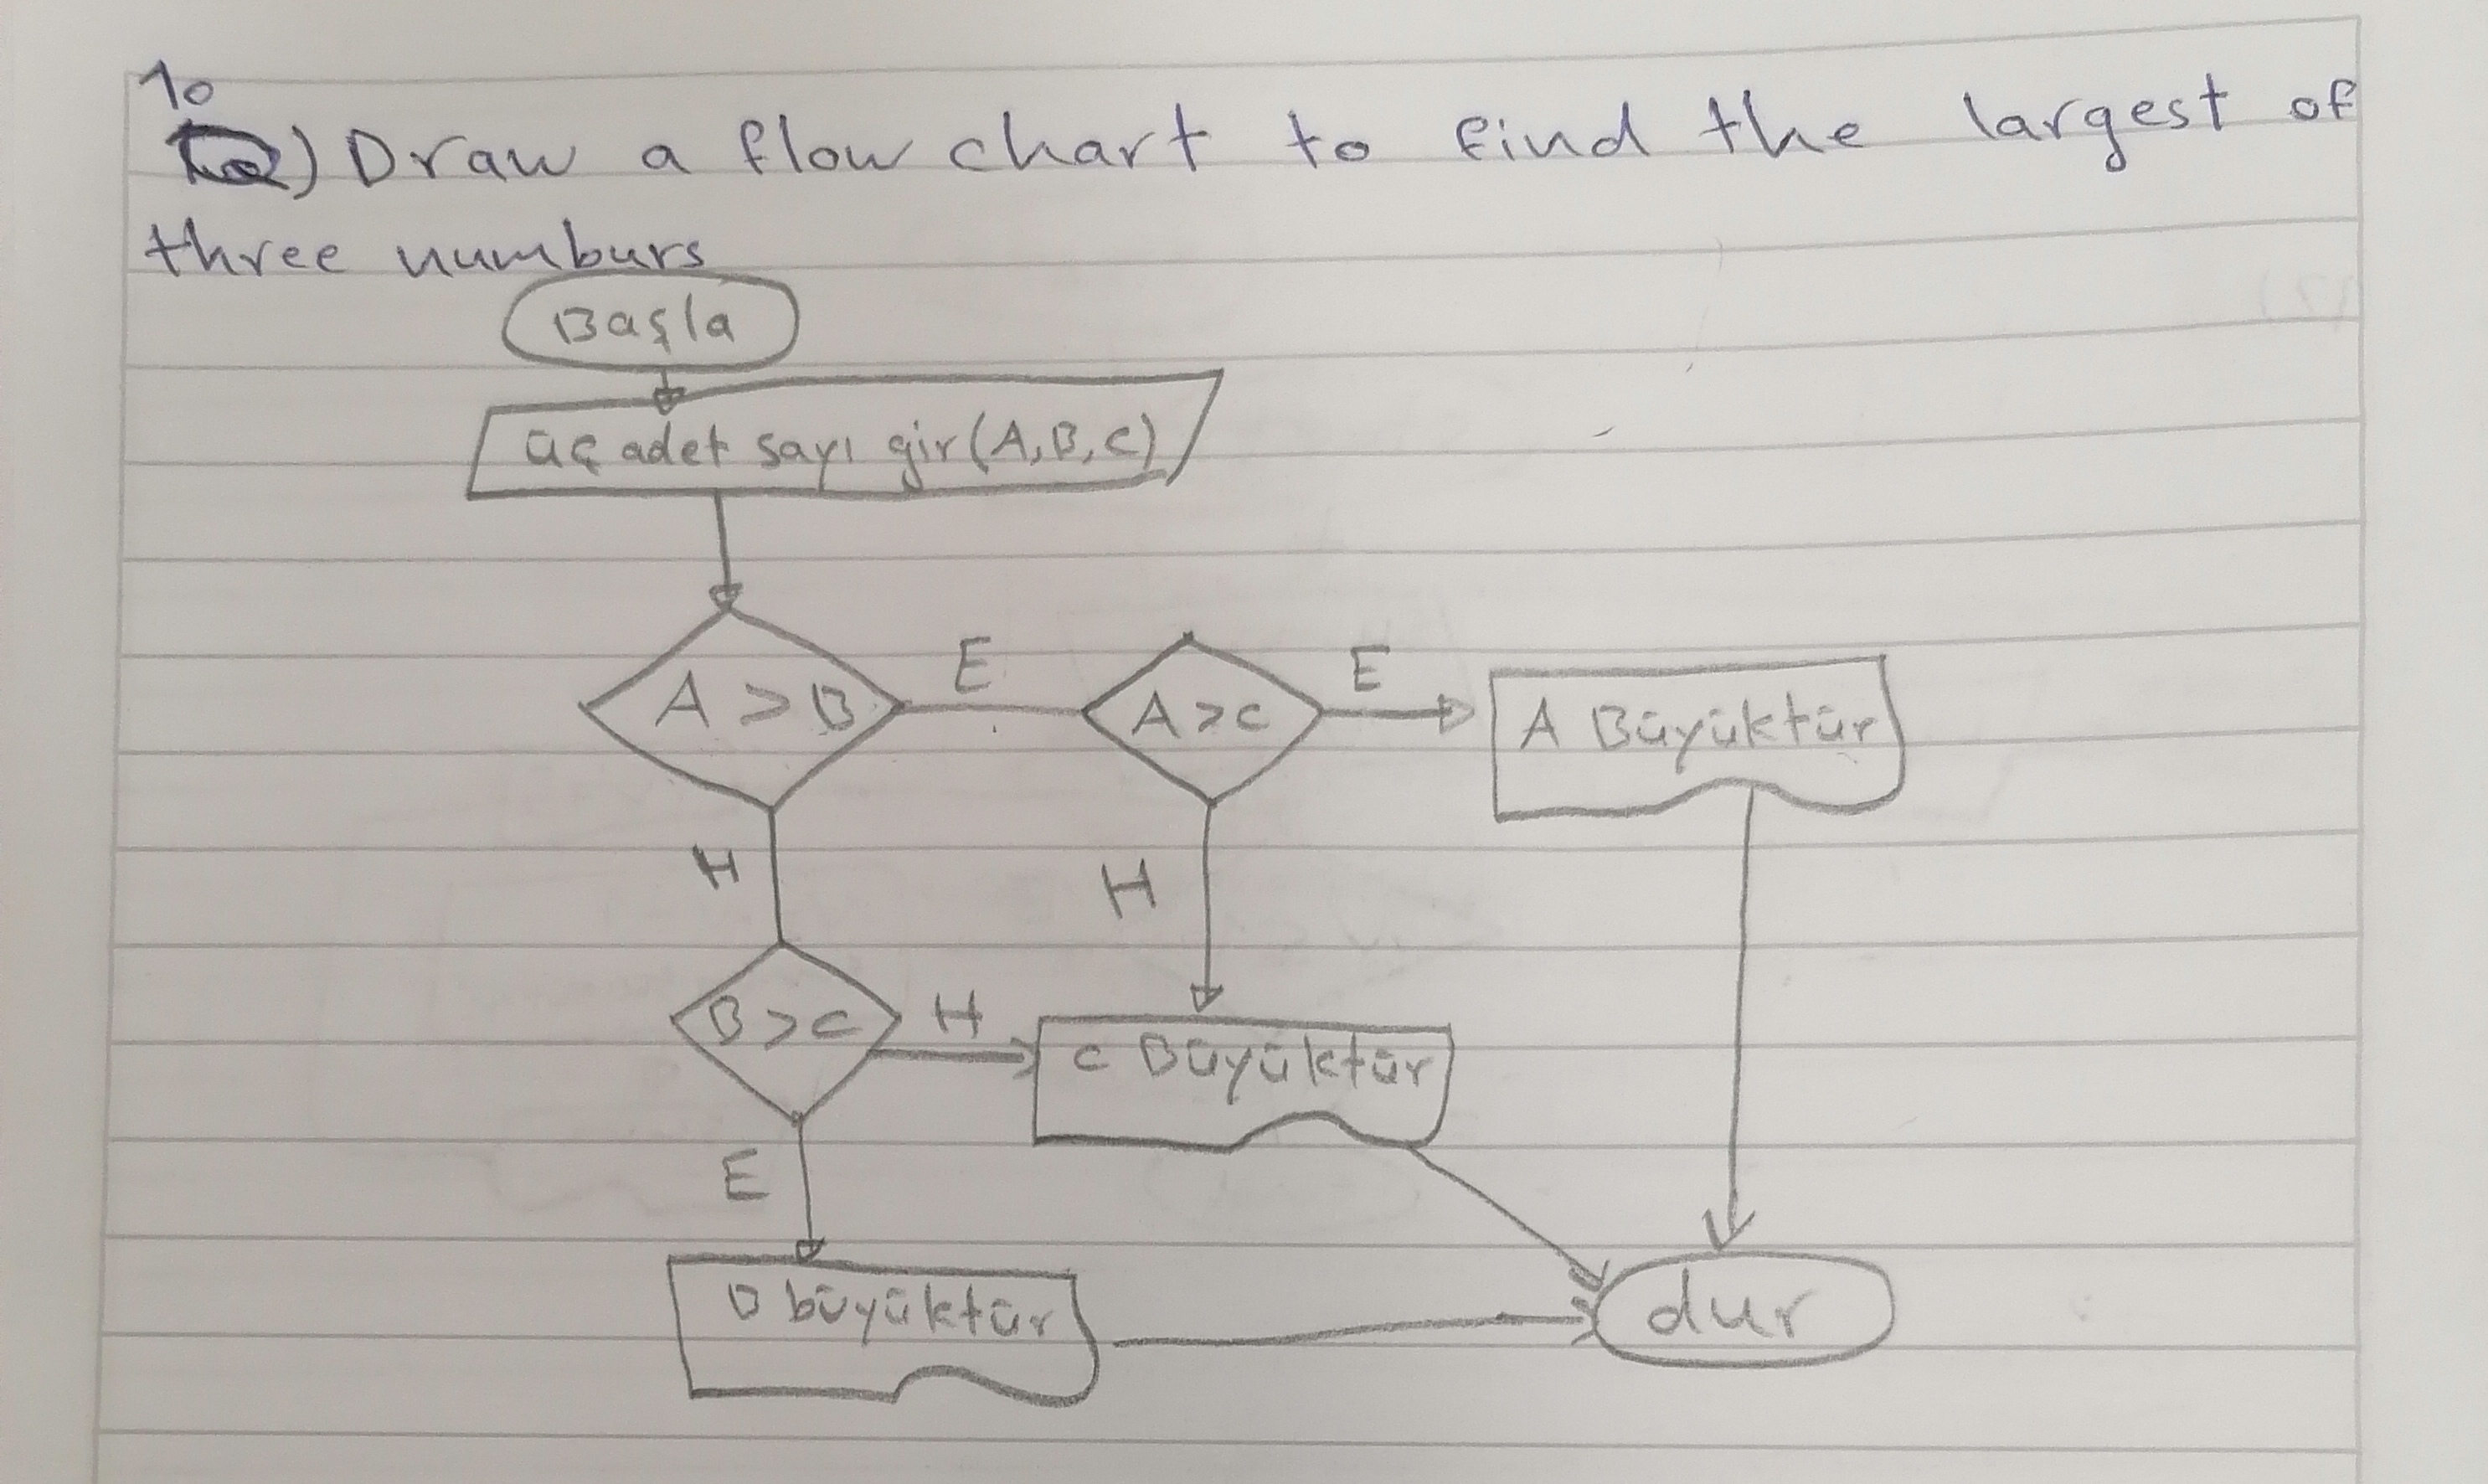 10
) Draw a flow chart to find the largest of
three numburs
Başla
üç adet sayı gir (A, B, C)
A > B
E
A > C
E
A Büyüktür
H
H
B > C
H
C Büyüktür
E
B büyüktür
dur